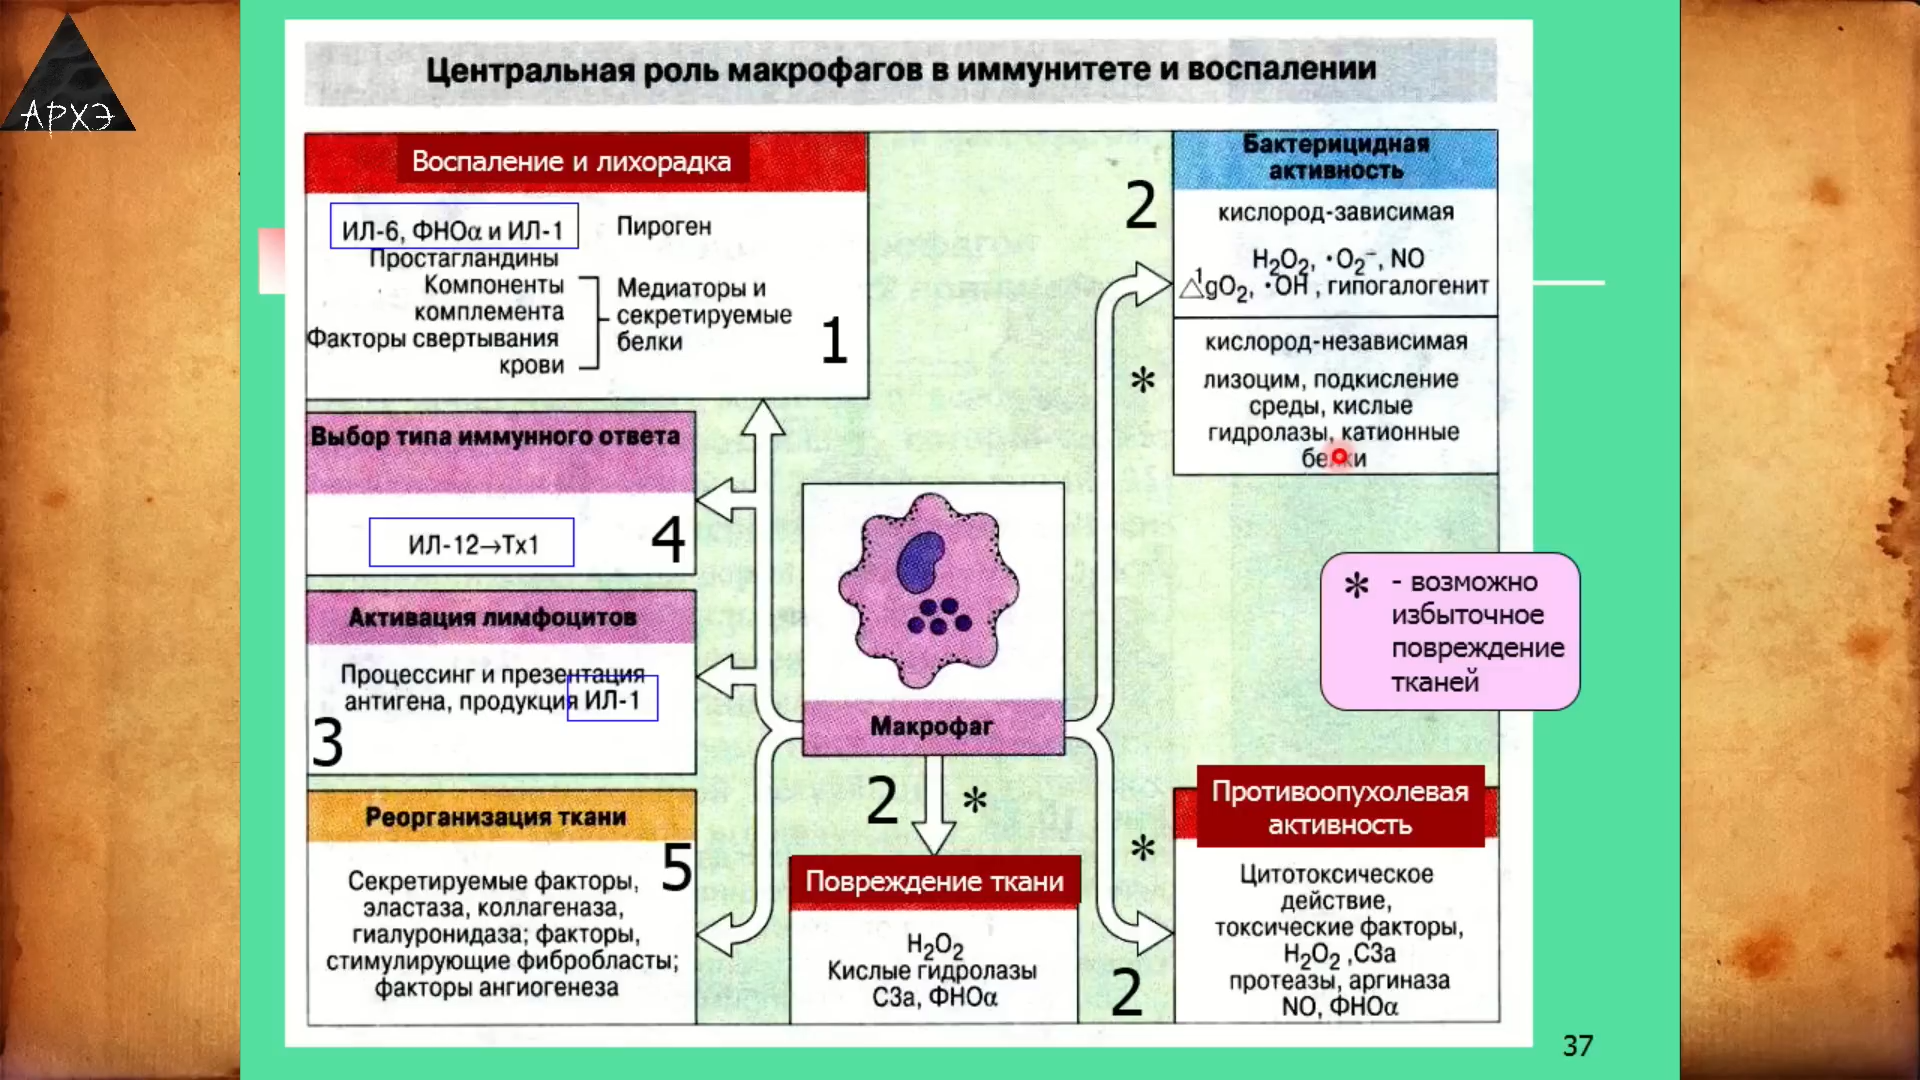 АРХЭ
Центральная роль макрофагов в иммунитете и воспалении
Воспаление и лихорадка
ИЛ-6, ФНОα и ИЛ-1
Пироген
Простагландины
Компоненты
комплемента
Факторы свертывания
крови
Медиаторы и
секретируемые
белки
1
Бактерицидная
активность
2
кислород-зависимая
H₂O₂, ·O₂⁻, NO
△¹gO₂, ·OH , гипогалогенит
кислород-независимая
*
лизоцим, подкисление
среды, кислые
гидролазы, катионные
белки
Выбор типа иммунного ответа
ИЛ-12→Тх1
4
Активация лимфоцитов
Процессинг и презентация
антигена, продукция ИЛ-1
3
Макрофаг
* - возможно
избыточное
повреждение
тканей
Реорганизация ткани
5
Секретируемые факторы,
эластаза, коллагеназа,
гиалуронидаза; факторы,
стимулирующие фибробласты;
факторы ангиогенеза
2 *
Повреждение ткани
H₂O₂
Кислые гидролазы
C3a, ФНОα
Противоопухолевая
активность
*
Цитотоксическое
действие,
токсические факторы,
H₂O₂ ,C3a
протеазы, аргиназа
NO, ФНОα
2
37